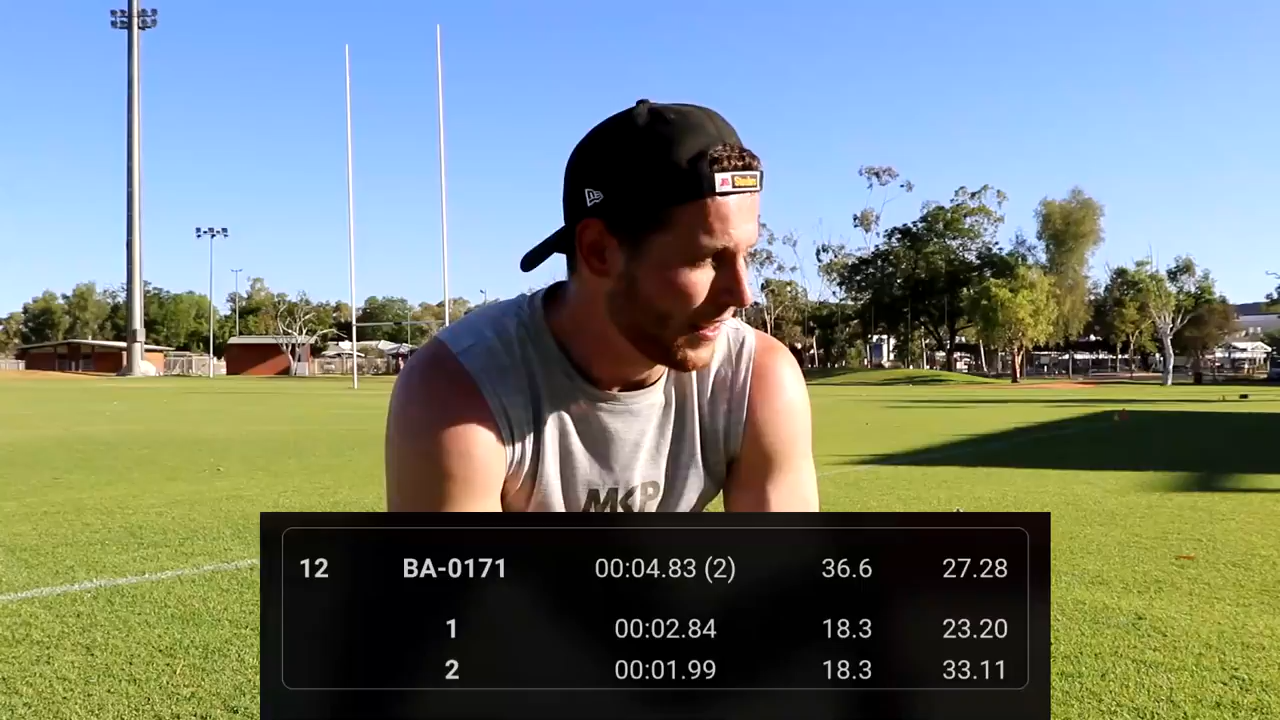 Steelers
MKP
12 BA-0171 00:04.83 (2) 36.6 27.28
1 00:02.84 18.3 23.20
2 00:01.99 18.3 33.11